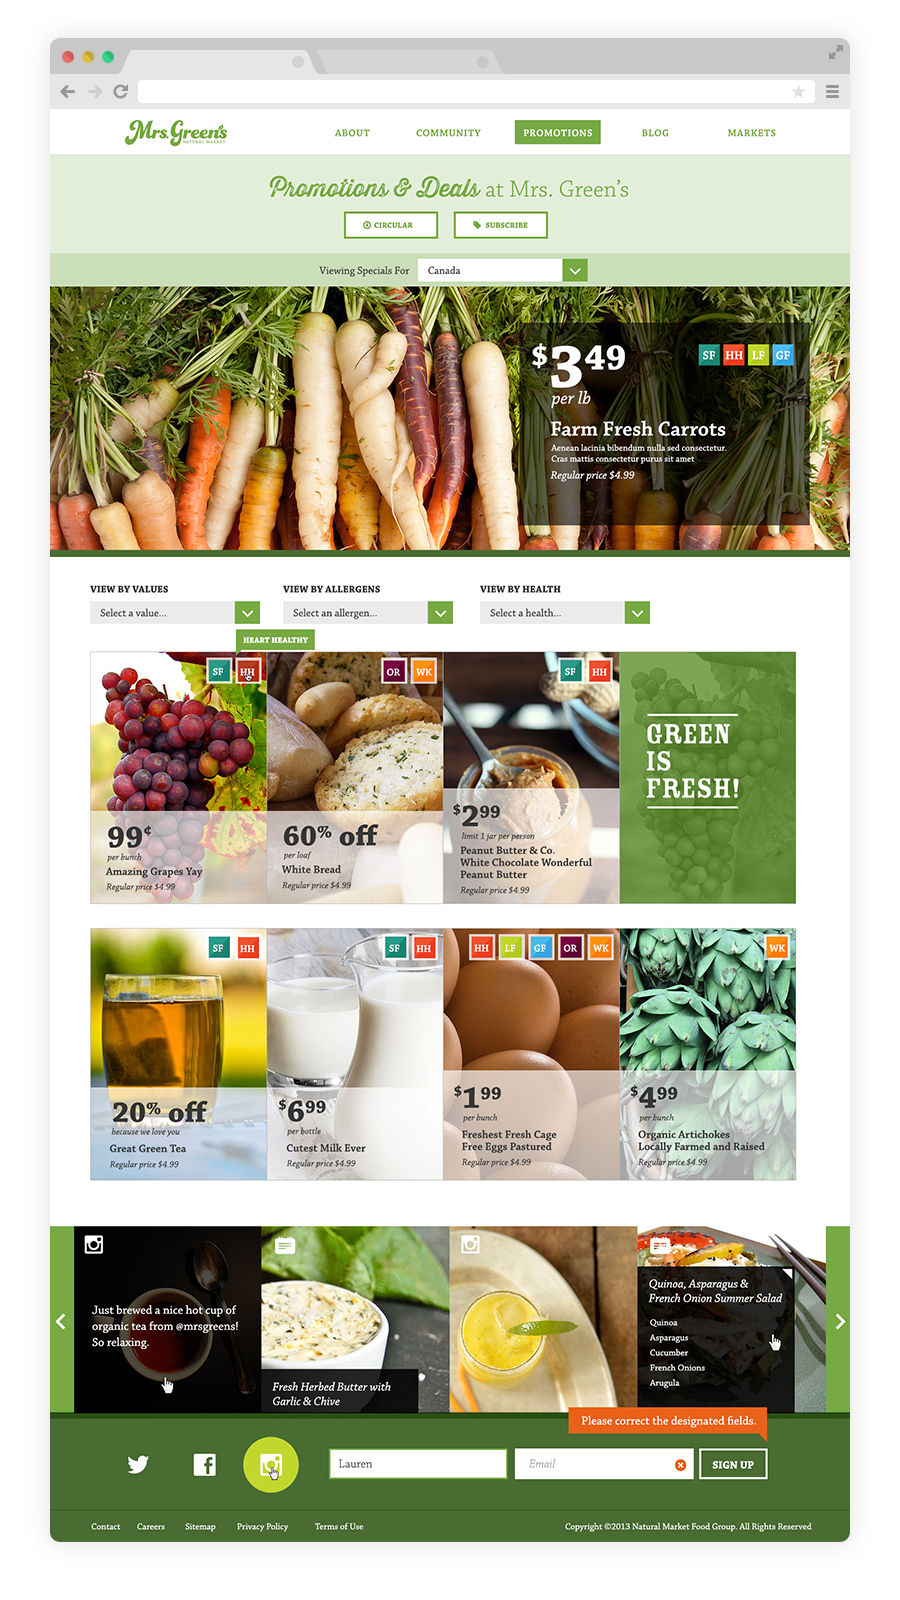 Mrs. Green's
NATURAL MARKET
ABOUT
COMMUNITY
PROMOTIONS
BLOG
MARKETS
Promotions & Deals at Mrs. Green's
CIRCULAR
SUBSCRIBE
Viewing Specials For
Canada
$3 49
per lb
SF HH LF GF
Farm Fresh Carrots
Aenean lacinia bibendum nulla sed consectetur.
Cras mattis consectetur purus sit amet
Regular price $4.99
VIEW BY VALUES
Select a value...
VIEW BY ALLERGENS
Select an allergen...
VIEW BY HEALTH
Select a health...
HEART HEALTHY
SF HH
99¢
per bunch
Amazing Grapes Yay
Regular price $4.99
OR WK
60% off
per loaf
White Bread
Regular price $4.99
SF HH
$2 99
limit 1 jar per person
Peanut Butter & Co.
White Chocolate Wonderful
Peanut Butter
Regular price $4.99
GREEN
IS
FRESH!
SF HH
20% off
because we love you
Great Green Tea
Regular price $4.99
SF HH
$6 99
per bottle
Cutest Milk Ever
Regular price $4.99
HH LF GF OR WK
$1 99
per bunch
Freshest Fresh Cage
Free Eggs Pastured
Regular price $4.99
WK
$4 99
per bunch
Organic Artichokes
Locally Farmed and Raised
Regular price $4.99
Just brewed a nice hot cup of
organic tea from @mrsgreens!
So relaxing.
Fresh Herbed Butter with
Garlic & Chive
Quinoa, Asparagus &
French Onion Summer Salad
Quinoa
Asparagus
Cucumber
French Onions
Arugula
Please correct the designated fields.
Lauren
Email
SIGN UP
Contact
Careers
Sitemap
Privacy Policy
Terms of Use
Copyright ©2013 Natural Market Food Group. All Rights Reserved